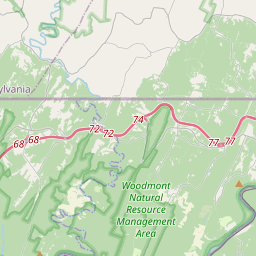 74
ylvania,
72
72
68
68
77
77
Woodmont
Natural
Resource
Management
Area